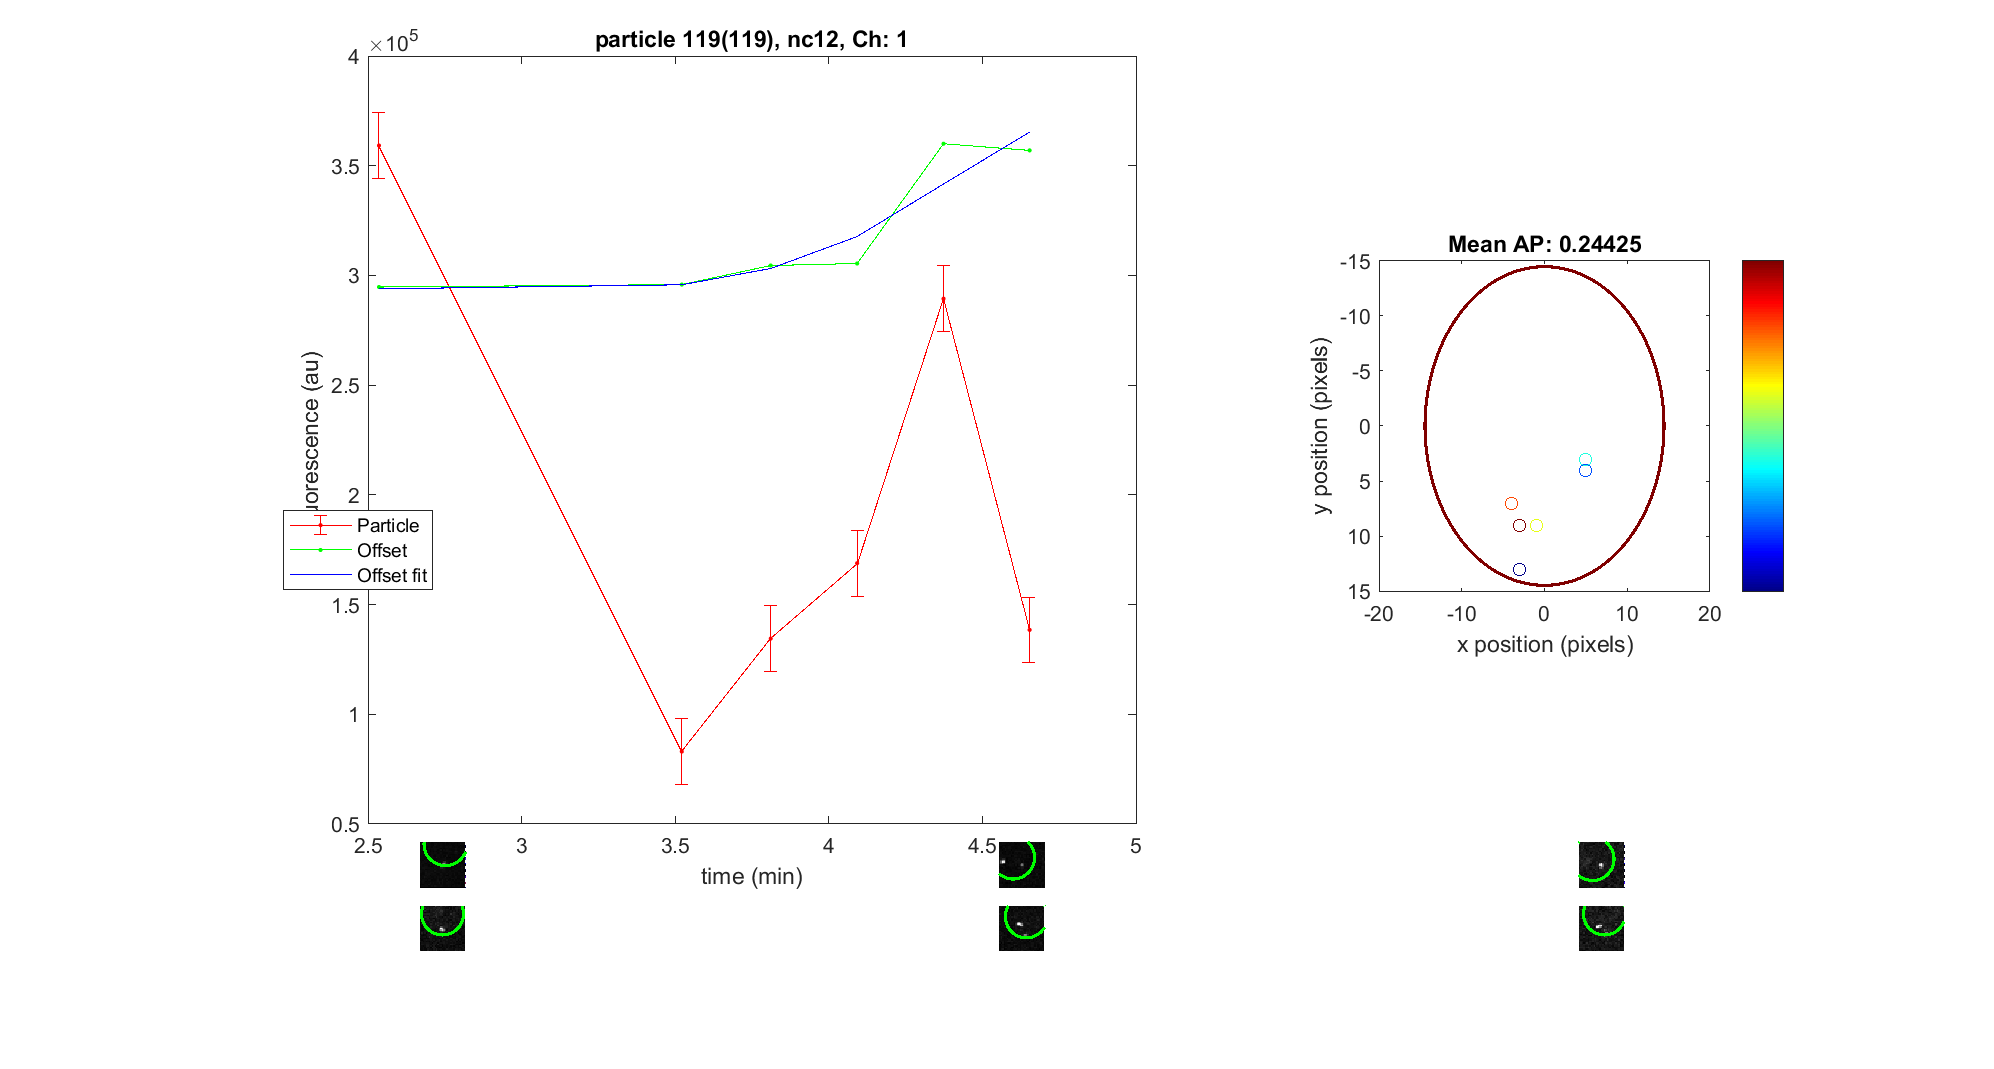 particle 119(119), nc12, Ch: 1
×10^5
4
3.5
3
2.5
2
1.5
1
0.5
uorescence (au)
Particle
Offset
Offset fit
2.5 3 3.5 4 4.5 5
time (min)
Mean AP: 0.24425
-15
-10
-5
0
5
10
15
y position (pixels)
-20 -10 0 10 20
x position (pixels)